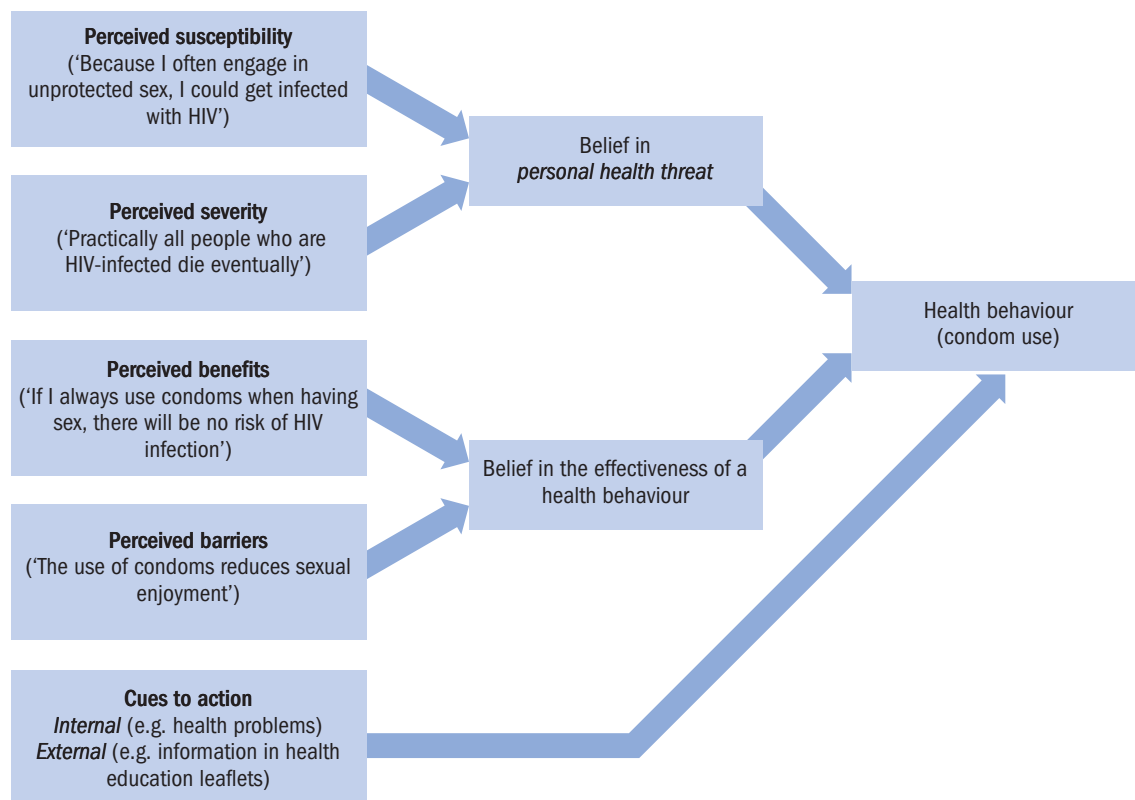 Perceived susceptibility
(‘Because I often engage in
unprotected sex, I could get infected
with HIV’)
Perceived severity
(‘Practically all people who are
HIV-infected die eventually’)
Perceived benefits
(‘If I always use condoms when having
sex, there will be no risk of HIV
infection’)
Perceived barriers
(‘The use of condoms reduces sexual
enjoyment’)
Cues to action
Internal (e.g. health problems)
External (e.g. information in health
education leaflets)
Belief in
personal health threat
Belief in the effectiveness of a
health behaviour
Health behaviour
(condom use)